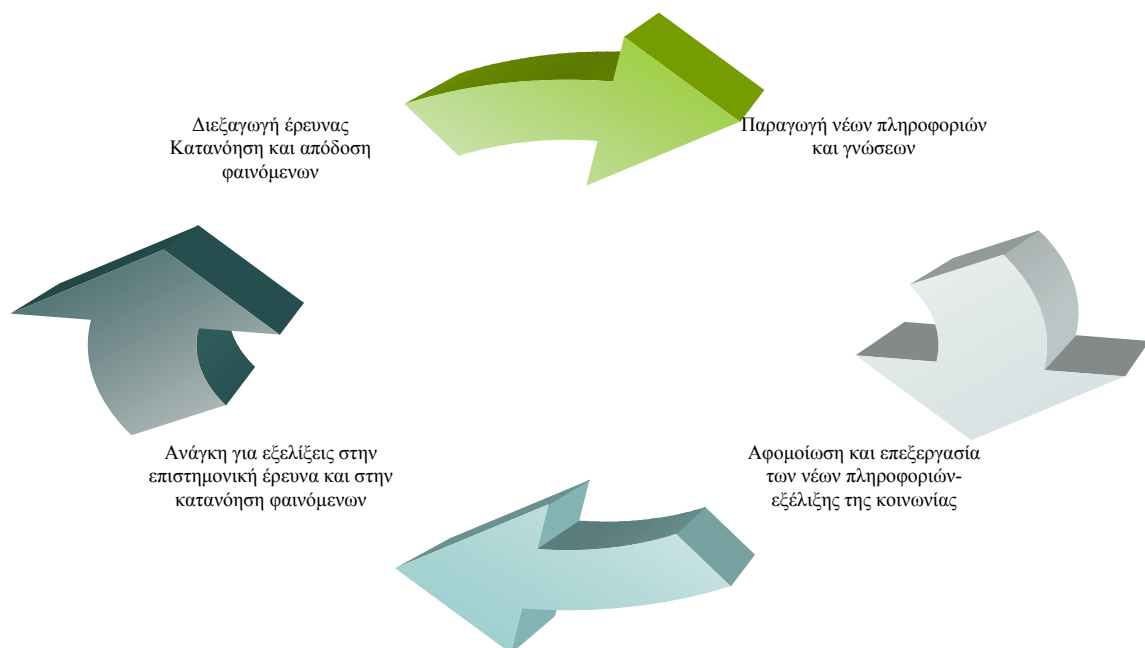 Διεξαγωγή έρευνας
Κατανόηση και απόδοση
φαινόμενων
Παραγωγή νέων πληροφοριών
και γνώσεων
Αφομοίωση και επεξεργασία
των νέων πληροφοριών-
εξέλιξης της κοινωνίας
Ανάγκη για εξελίξεις στην
επιστημονική έρευνα και στην
κατανόηση φαινόμενων